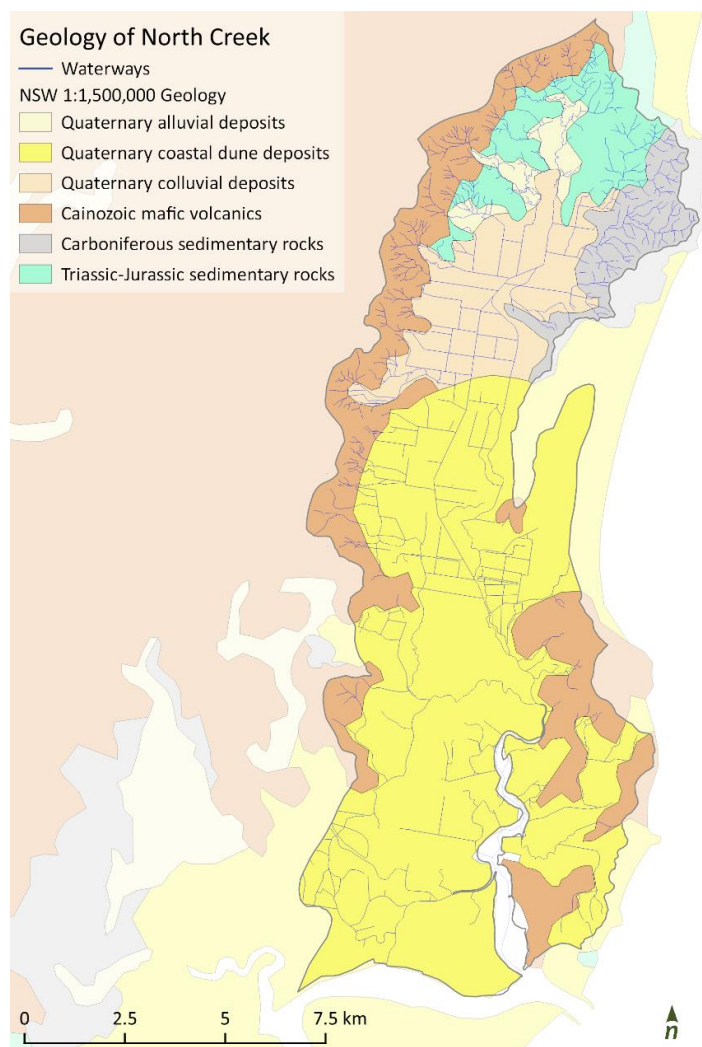 Geology of North Creek
Waterways
NSW 1:1,500,000 Geology
Quaternary alluvial deposits
Quaternary coastal dune deposits
Quaternary colluvial deposits
Cainozoic mafic volcanics
Carboniferous sedimentary rocks
Triassic-Jurassic sedimentary rocks
0 2.5 5 7.5 km
n